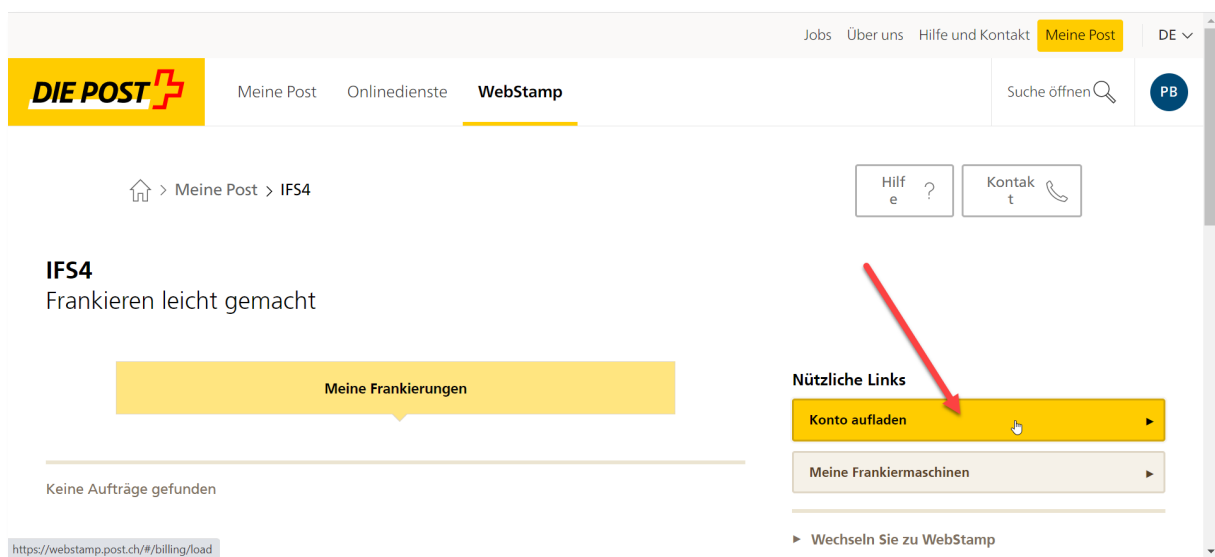 Jobs Über uns Hilfe und Kontakt Meine Post DE
DIE POST Meine Post Onlinedienste WebStamp Suche öffnen PB
> Meine Post > IFS4
Hilf
e ?
Kontak
t
IFS4
Frankieren leicht gemacht
Meine Frankierungen
Nützliche Links
Konto aufladen
Meine Frankiermaschinen
Keine Aufträge gefunden
Wechseln Sie zu WebStamp
https://webstamp.post.ch/#/billing/load